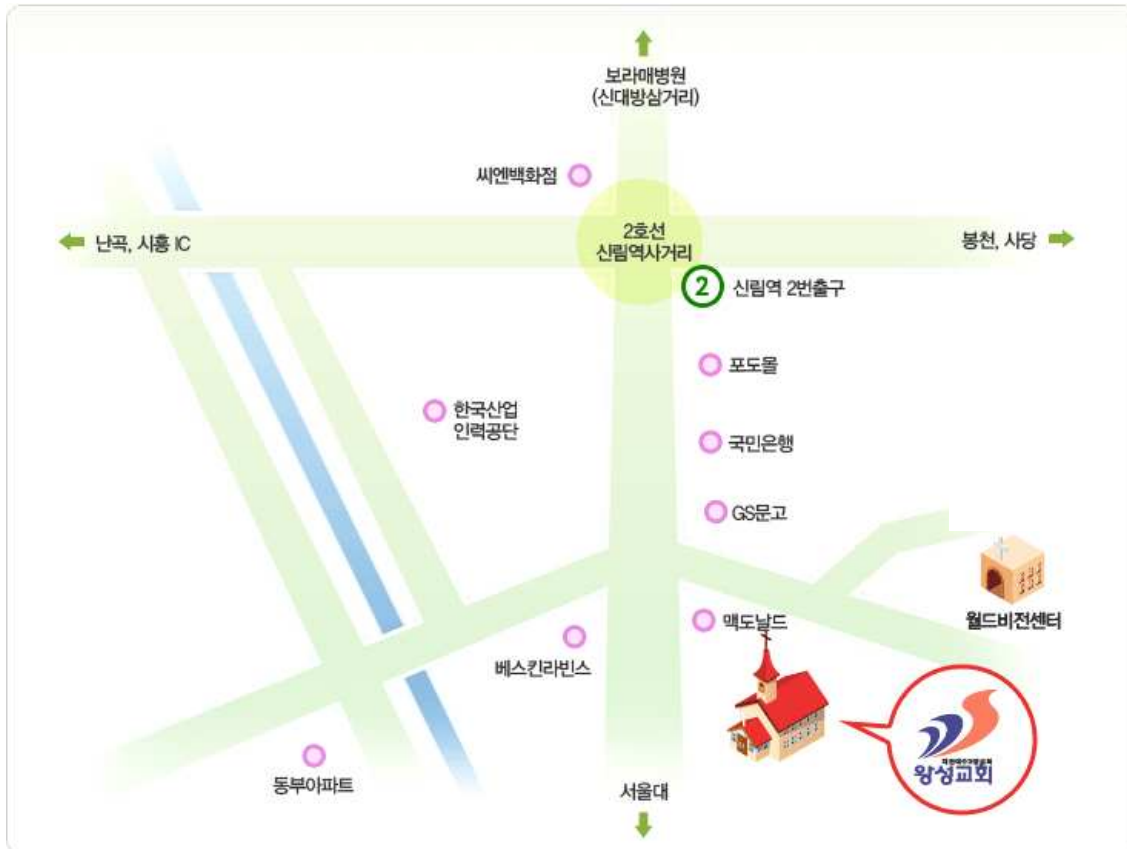 보라매병원
(신대방삼거리)
씨엔백화점
2호선
신림역사거리
난곡, 시흥 IC
봉천, 사당
2
신림역 2번출구
포도몰
한국산업
인력공단
국민은행
GS문고
월드비전센터
맥도날드
베스킨라빈스
동부아파트
서울대
왕성교회